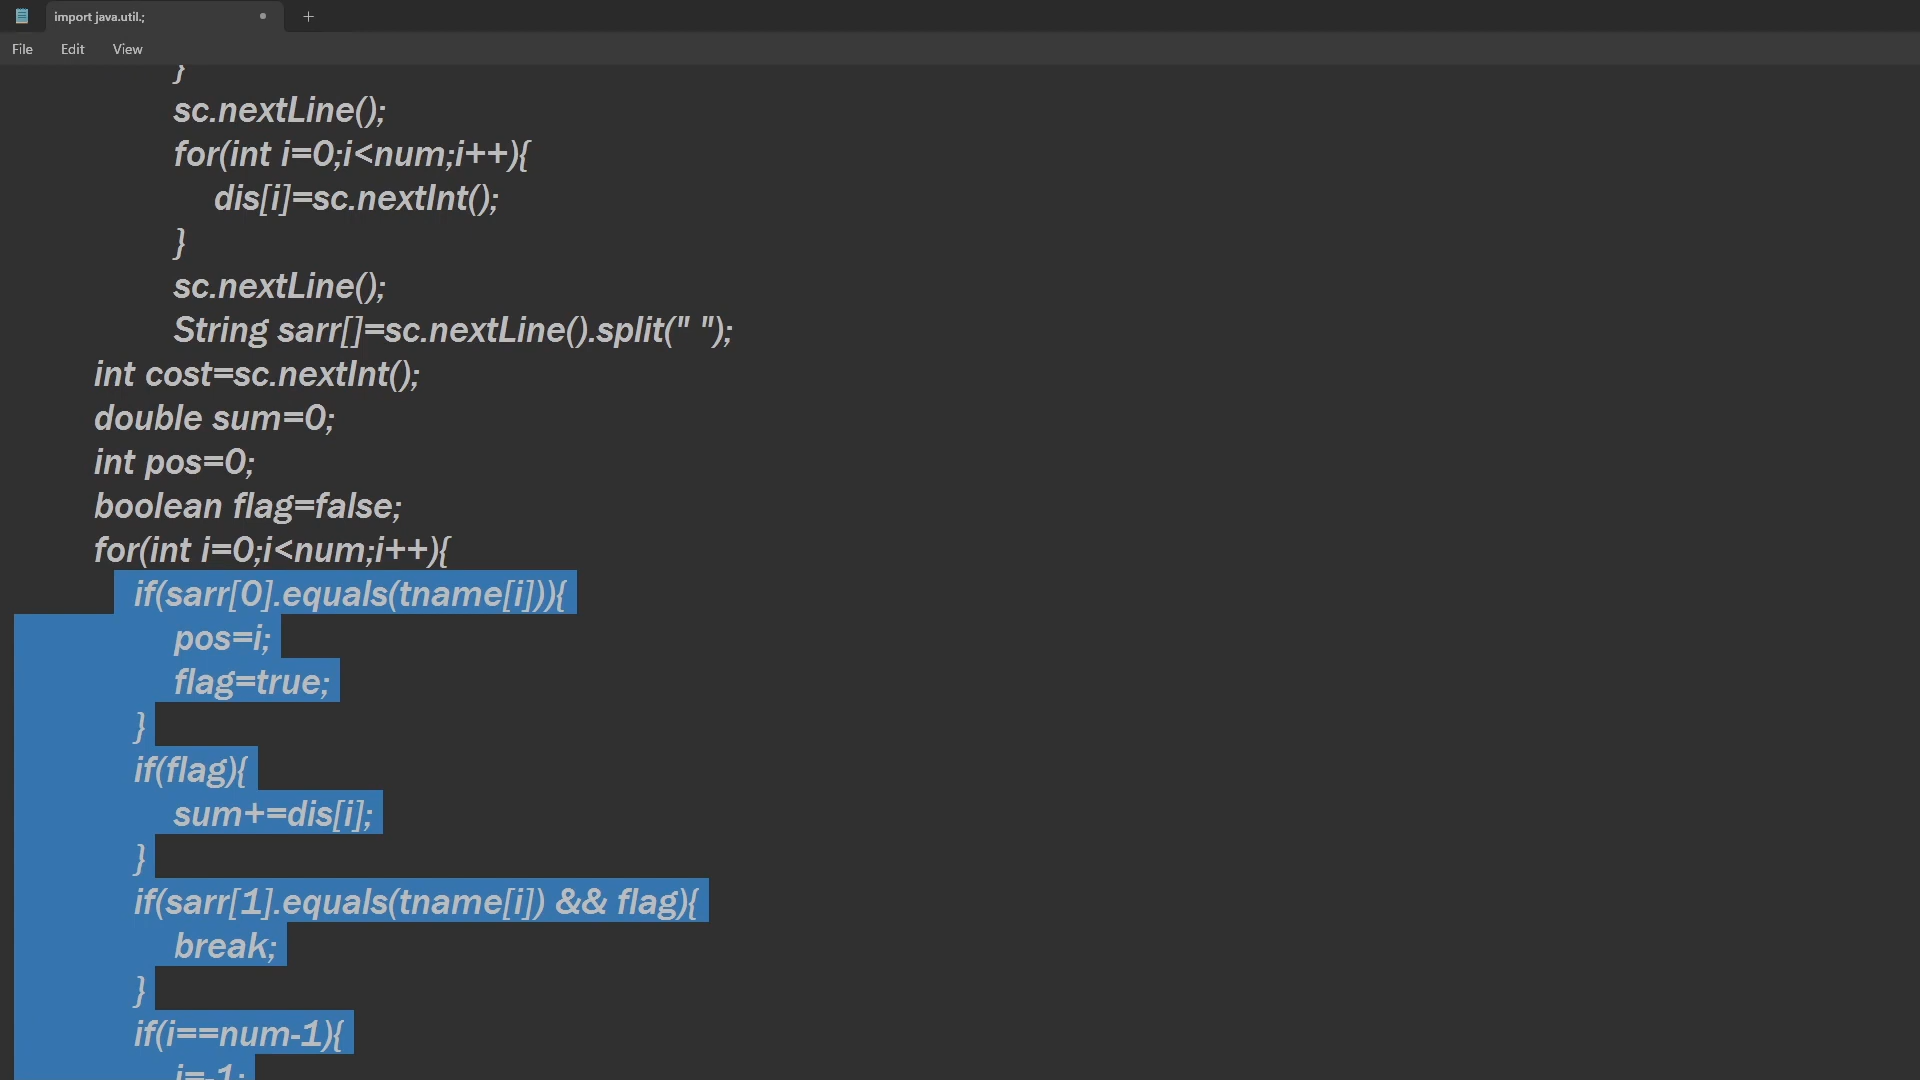 import java.util.;
File Edit View
}
sc.nextLine();
for(int i=0;i<num;i++){
dis[i]=sc.nextInt();
}
sc.nextLine();
String sarr[]=sc.nextLine().split(" ");
int cost=sc.nextInt();
double sum=0;
int pos=0;
boolean flag=false;
for(int i=0;i<num;i++){
if(sarr[0].equals(tname[i])){
pos=i;
flag=true;
}
if(flag){
sum+=dis[i];
}
if(sarr[1].equals(tname[i]) && flag){
break;
}
if(i==num-1){
i=-1;